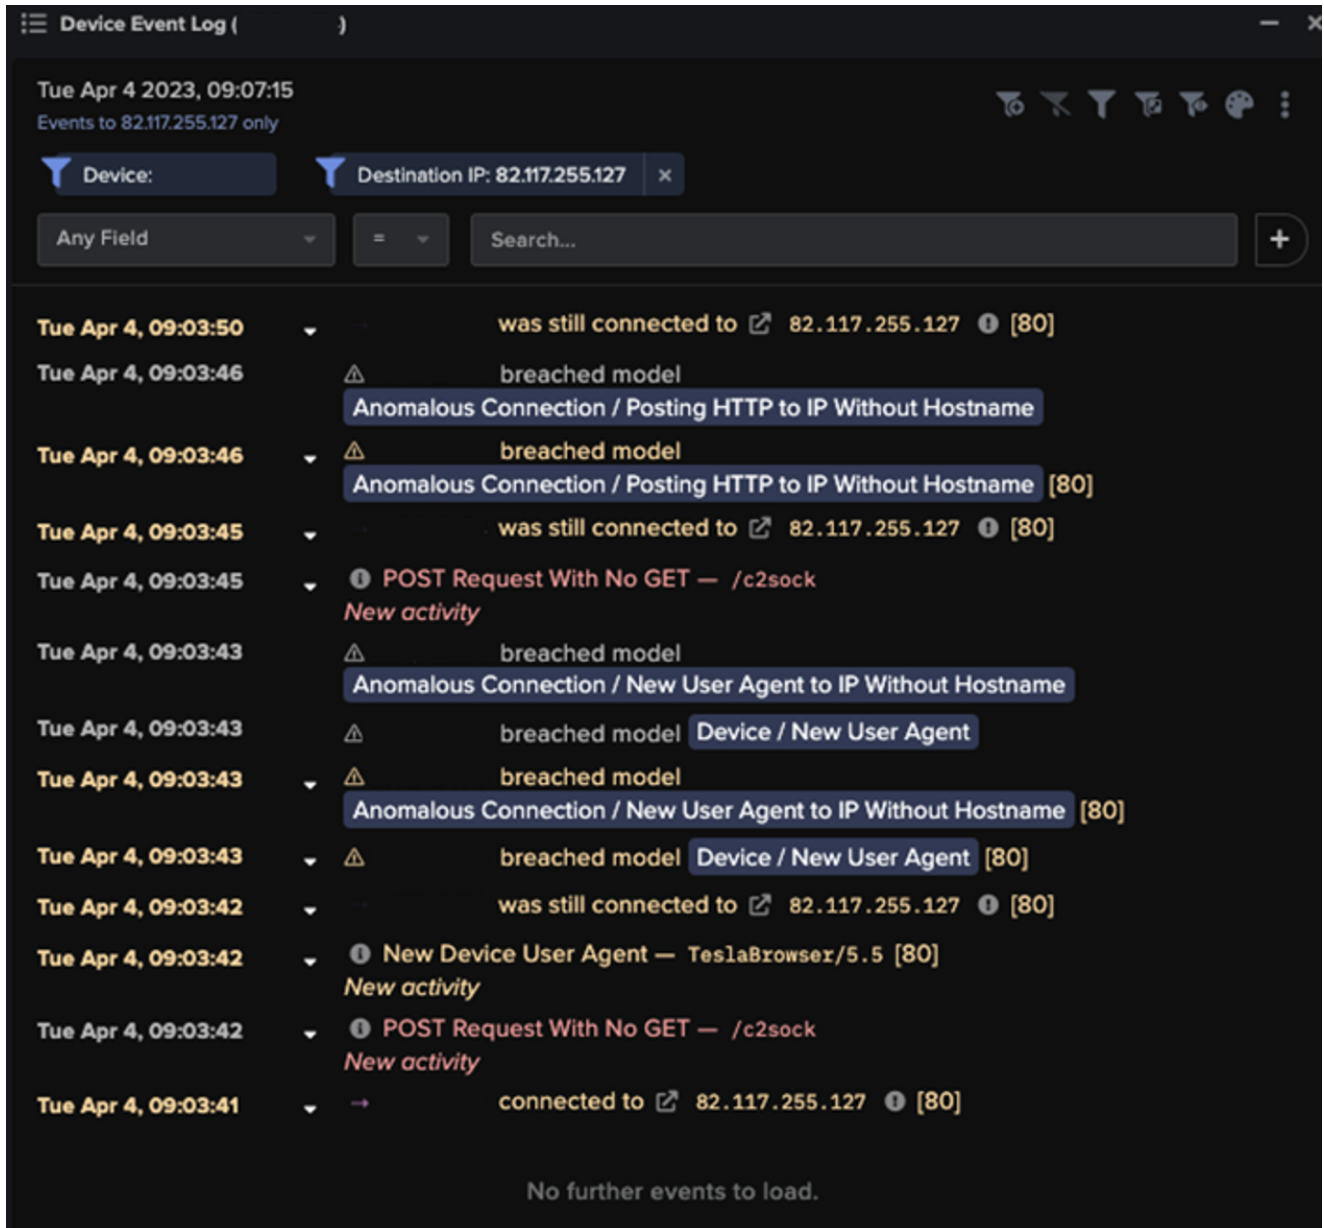 Device Event Log ( )
Tue Apr 4 2023, 09:07:15
Events to 82.117.255.127 only
Device:
Destination IP: 82.117.255.127 ×
Any Field = Search... +
Tue Apr 4, 09:03:50 → was still connected to 82.117.255.127 [80]
Tue Apr 4, 09:03:46 breached model
Anomalous Connection / Posting HTTP to IP Without Hostname
Tue Apr 4, 09:03:46 breached model
Anomalous Connection / Posting HTTP to IP Without Hostname [80]
Tue Apr 4, 09:03:45 → was still connected to 82.117.255.127 [80]
Tue Apr 4, 09:03:45 POST Request With No GET — /c2sock
New activity
Tue Apr 4, 09:03:43 breached model
Anomalous Connection / New User Agent to IP Without Hostname
Tue Apr 4, 09:03:43 breached model Device / New User Agent
Tue Apr 4, 09:03:43 breached model
Anomalous Connection / New User Agent to IP Without Hostname [80]
Tue Apr 4, 09:03:43 breached model Device / New User Agent [80]
Tue Apr 4, 09:03:42 → was still connected to 82.117.255.127 [80]
Tue Apr 4, 09:03:42 New Device User Agent — TeslaBrowser/5.5 [80]
New activity
Tue Apr 4, 09:03:42 POST Request With No GET — /c2sock
New activity
Tue Apr 4, 09:03:41 → connected to 82.117.255.127 [80]
No further events to load.